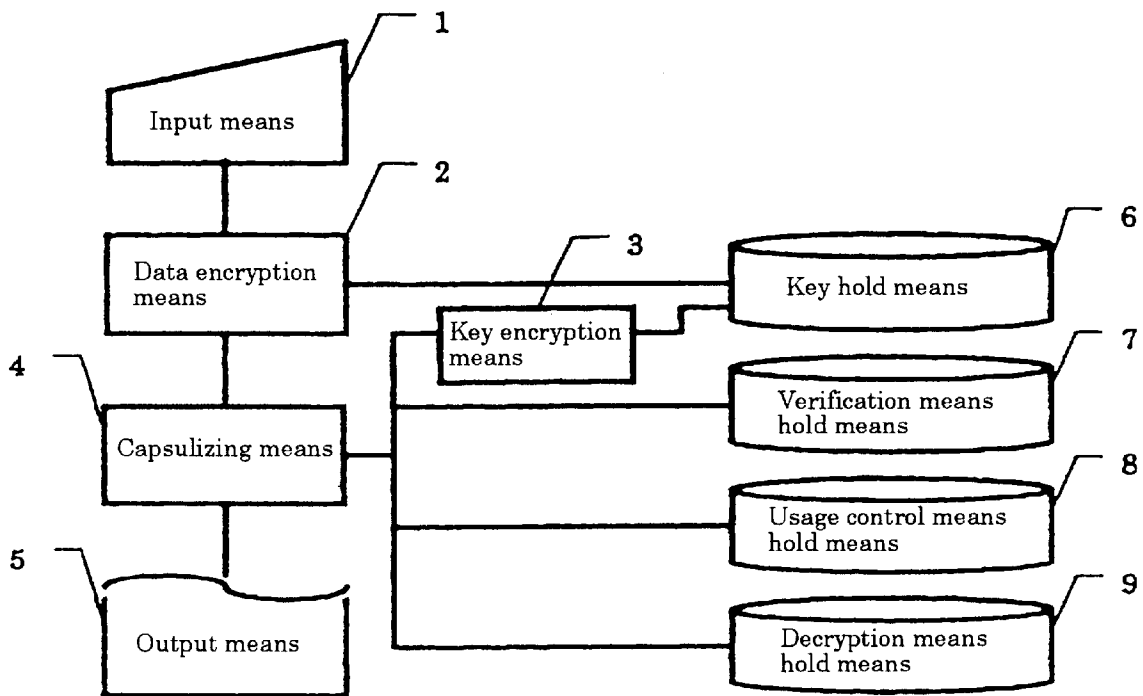 1
Input means
2
Data encryption
means
3
Key encryption
means
6
Key hold means
7
Verification means
hold means
4
Capsulizing means
8
Usage control means
hold means
5
Output means
9
Decryption means
hold means